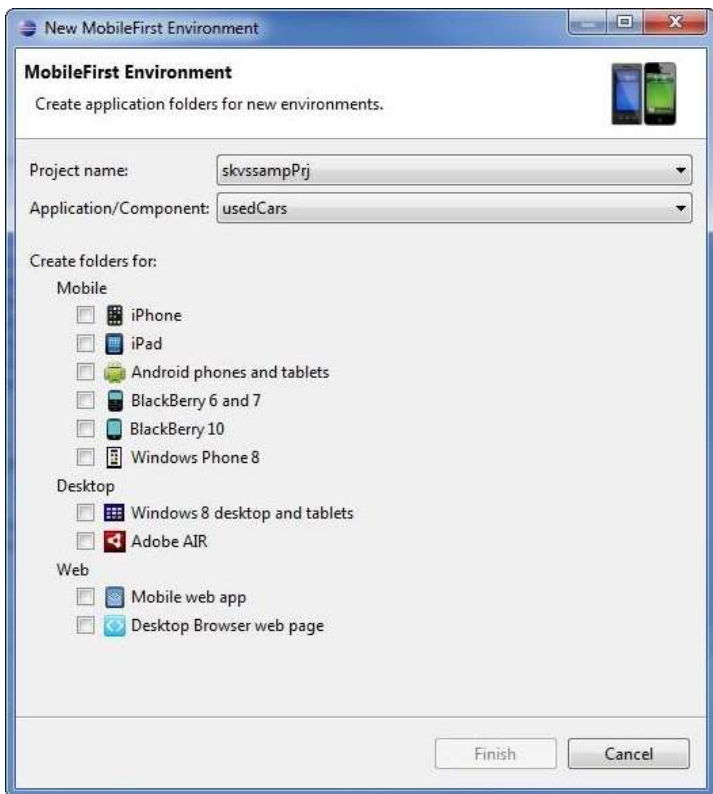 New MobileFirst Environment
MobileFirst Environment
Create application folders for new environments.
Project name: skvssampPrj
Application/Component: usedCars
Create folders for:
Mobile
iPhone
iPad
Android phones and tablets
BlackBerry 6 and 7
BlackBerry 10
Windows Phone 8
Desktop
Windows 8 desktop and tablets
Adobe AIR
Web
Mobile web app
Desktop Browser web page
Finish Cancel